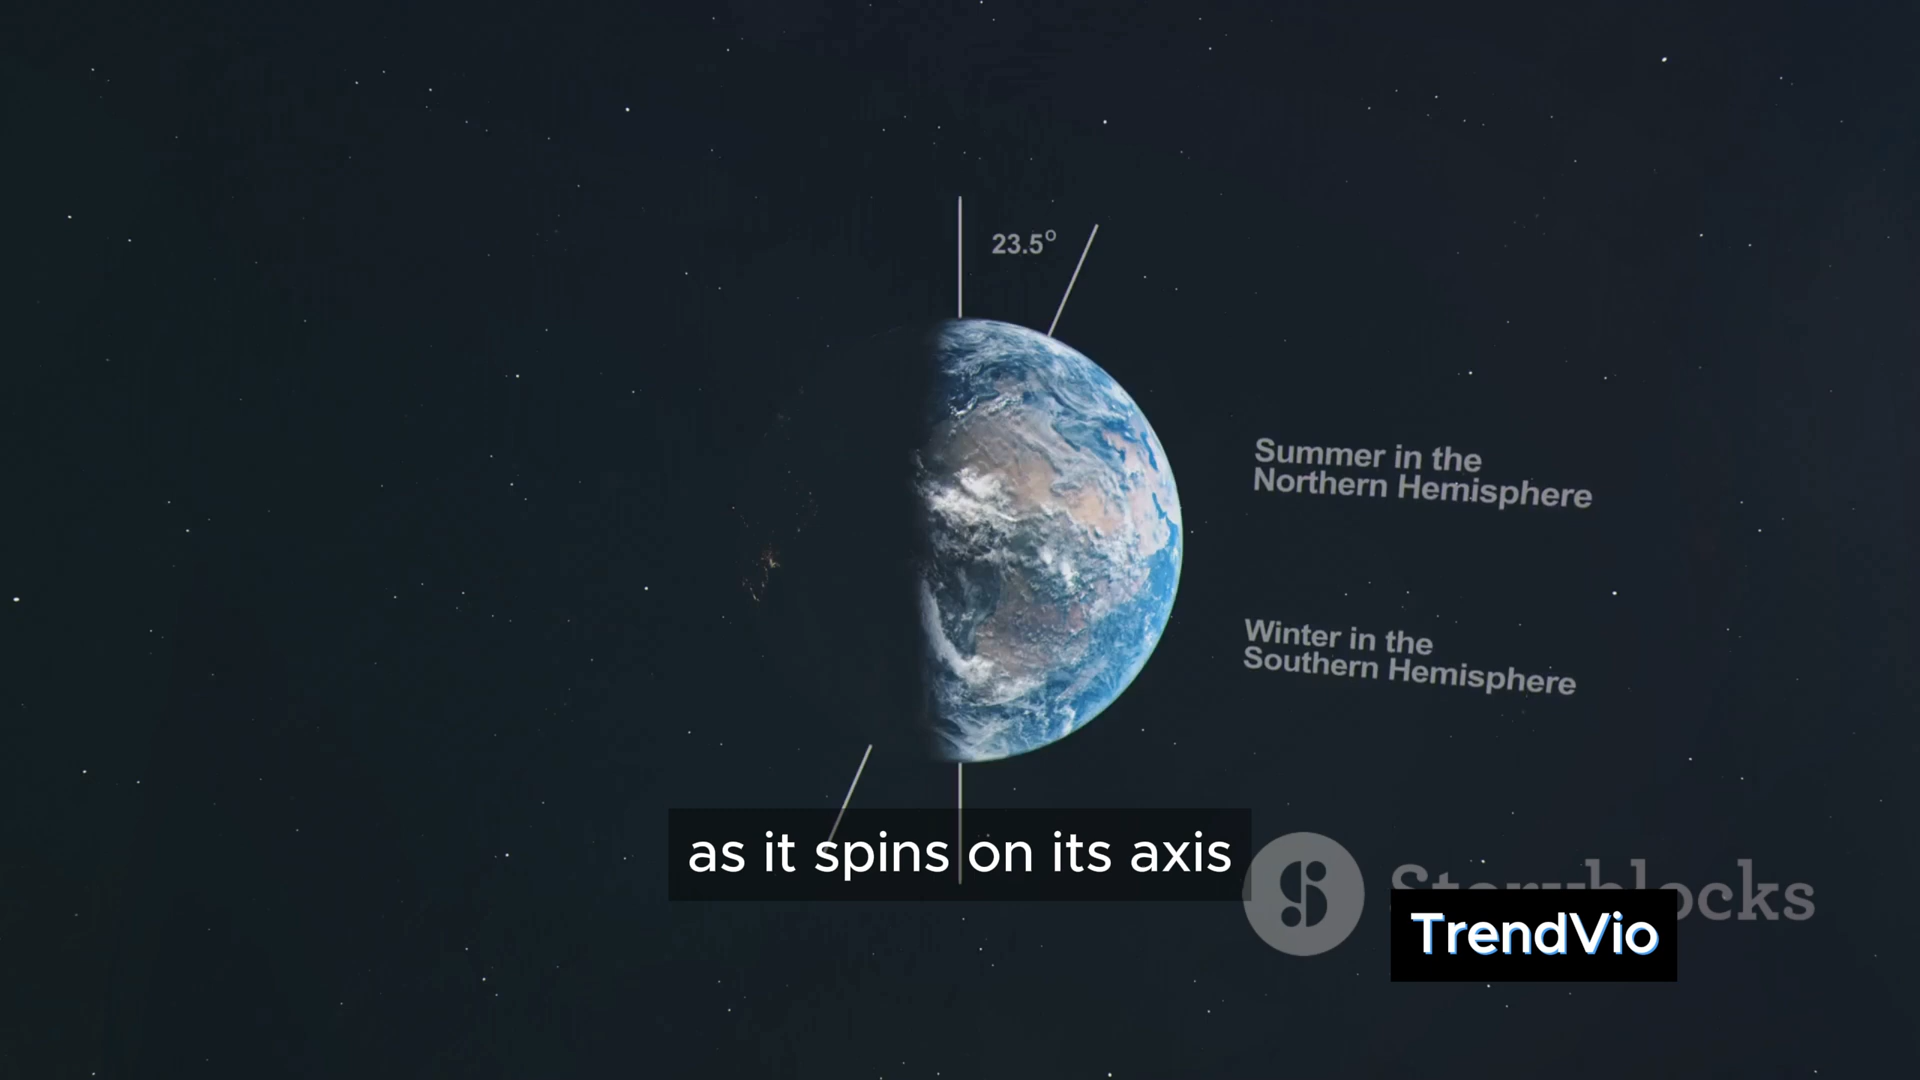 23.5°
Summer in the
Northern Hemisphere
Winter in the
Southern Hemisphere
as it spins on its axis
Storyblocks
TrendVio